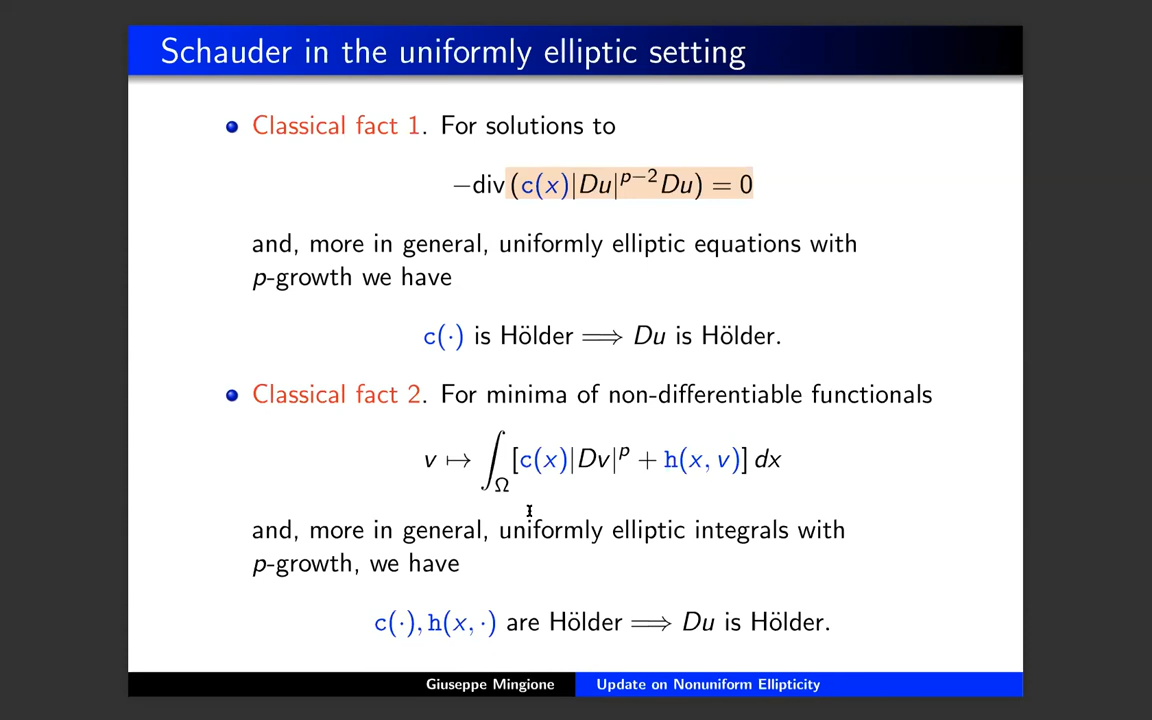 Schauder in the uniformly elliptic setting
Classical fact 1. For solutions to
−div (c(x)|Du|^{p−2}Du) = 0
and, more in general, uniformly elliptic equations with
p-growth we have
c(·) is Hölder ⟹ Du is Hölder.
Classical fact 2. For minima of non-differentiable functionals
v ↦ ∫_Ω [c(x)|Dv|^p + h(x, v)] dx
and, more in general, uniformly elliptic integrals with
p-growth, we have
c(·), h(x, ·) are Hölder ⟹ Du is Hölder.
Giuseppe Mingione Update on Nonuniform Ellipticity